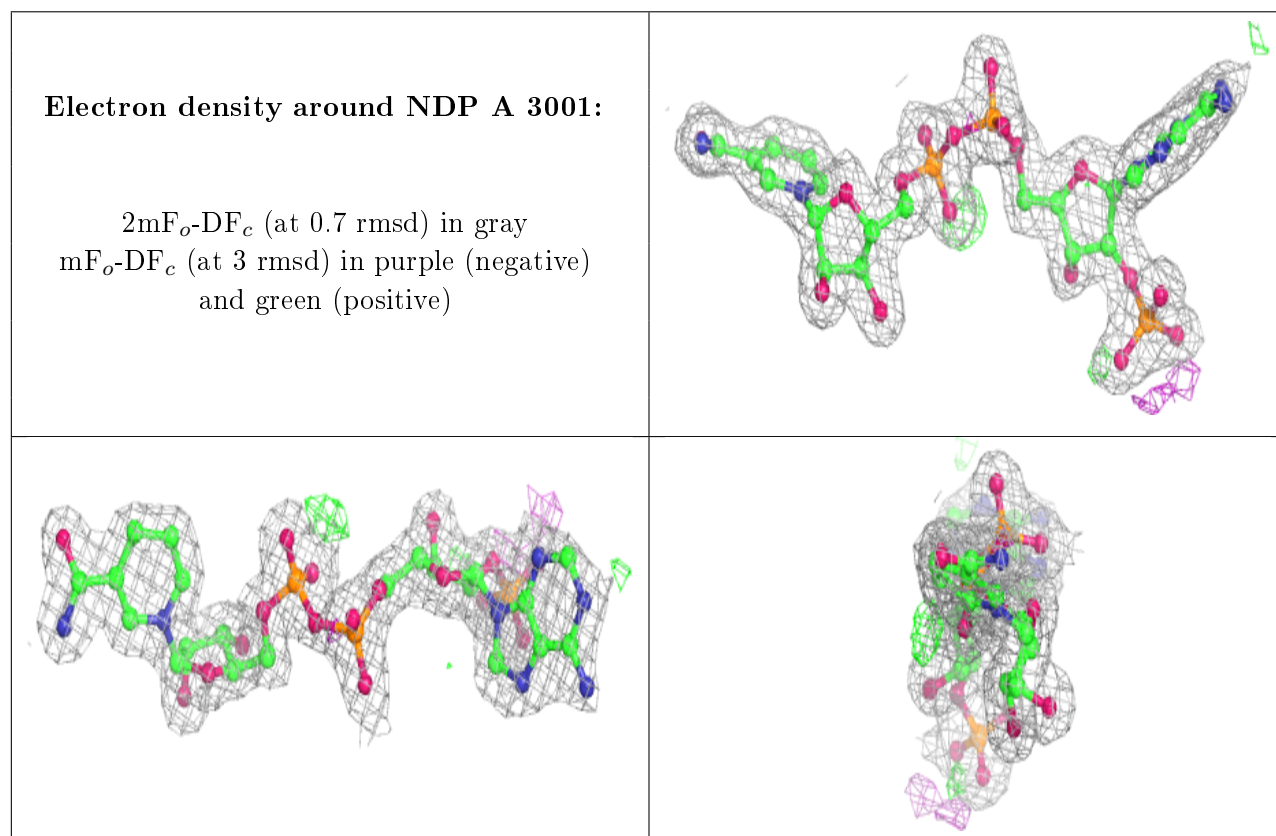 Electron density around NDP A 3001:
2mFₒ-DF𝒸 (at 0.7 rmsd) in gray
mFₒ-DF𝒸 (at 3 rmsd) in purple (negative)
and green (positive)